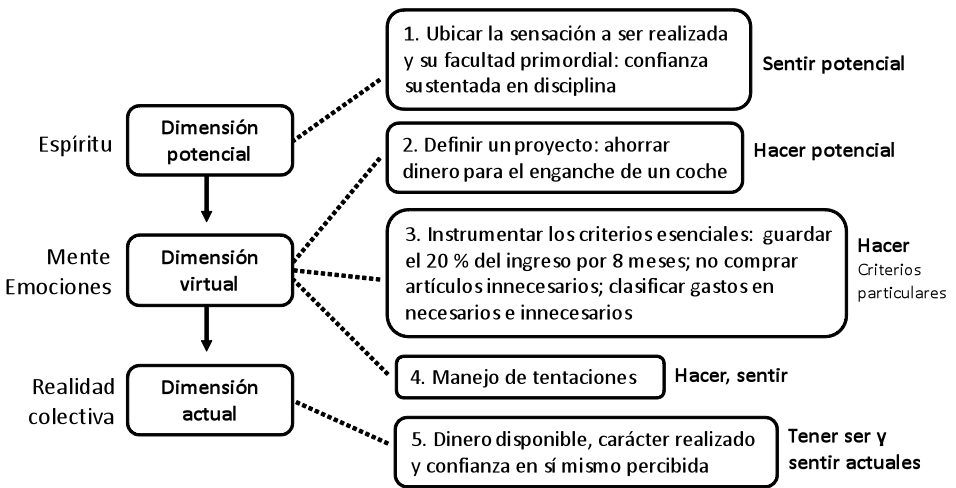 1. Ubicar la sensación a ser realizada
y su facultad primordial: confianza
sustentada en disciplina
Sentir potencial
Espíritu
Dimensión
potencial
2. Definir un proyecto: ahorrar
dinero para el enganche de un coche
Hacer potencial
Mente
Emociones
Dimensión
virtual
3. Instrumentar los criterios esenciales: guardar
el 20 % del ingreso por 8 meses; no comprar
artículos innecesarios; clasificar gastos en
necesarios e innecesarios
Hacer
Criterios
particulares
4. Manejo de tentaciones
Hacer, sentir
Realidad
colectiva
Dimensión
actual
5. Dinero disponible, carácter realizado
y confianza en sí mismo percibida
Tener ser y
sentir actuales